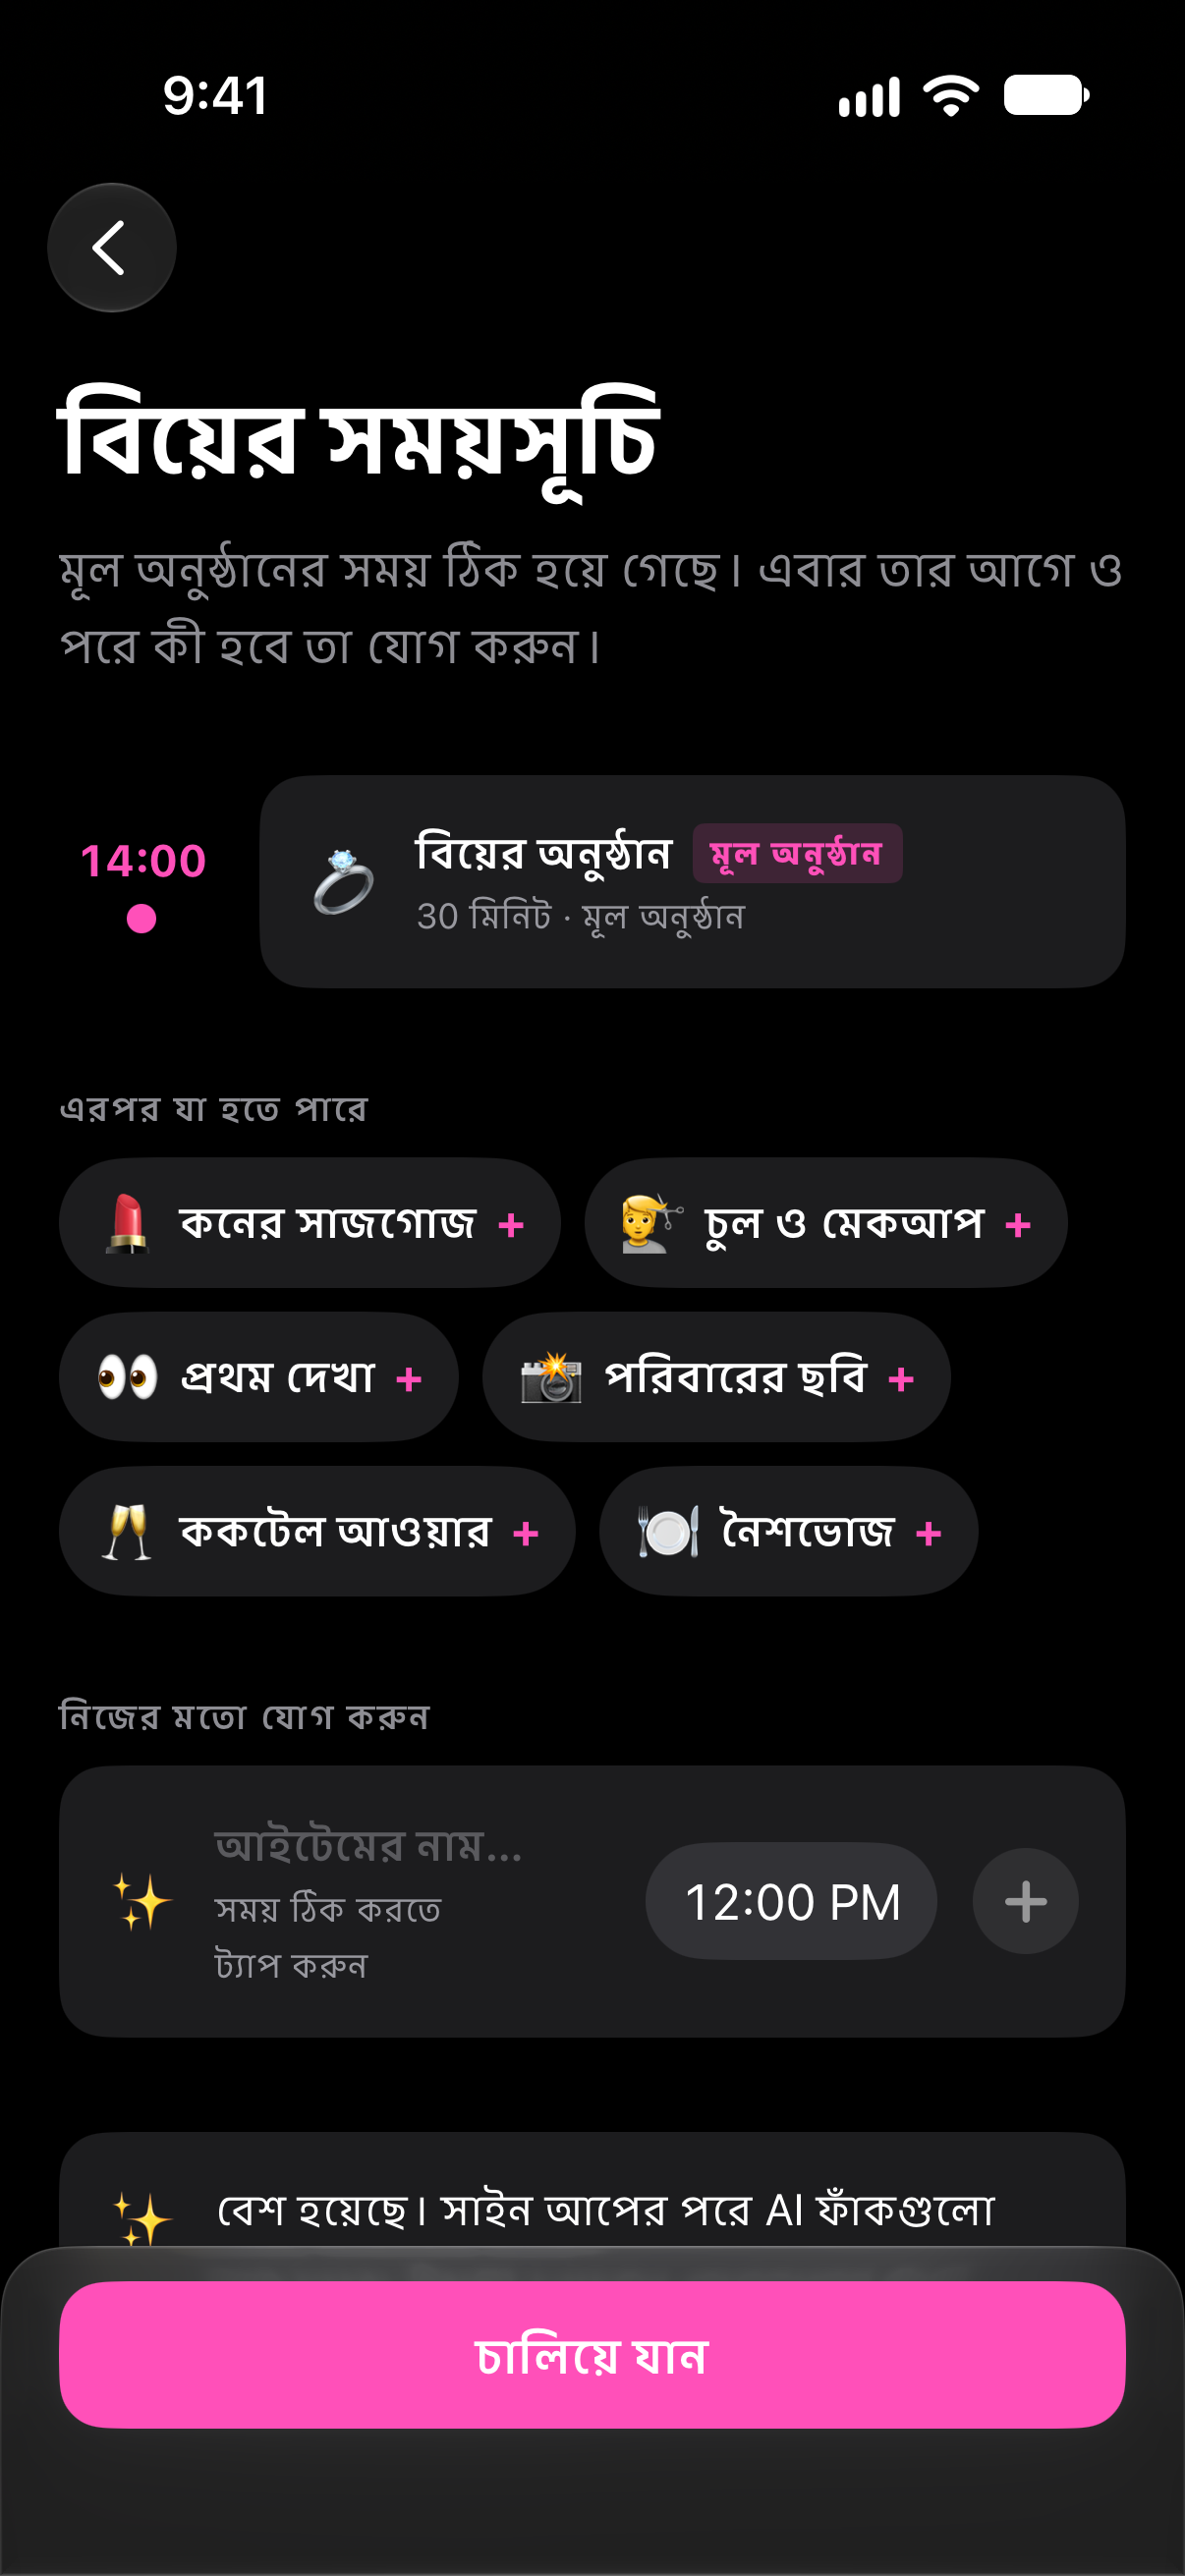 9:41
বিয়ের সময়সূচি
মূল অনুষ্ঠানের সময় ঠিক হয়ে গেছে। এবার তার আগে ও
পরে কী হবে তা যোগ করুন।
14:00
বিয়ের অনুষ্ঠান
মূল অনুষ্ঠান
30 মিনিট · মূল অনুষ্ঠান
এরপর যা হতে পারে
কনের সাজগোজ +
চুল ও মেকআপ +
প্রথম দেখা +
পরিবারের ছবি +
ককটেল আওয়ার +
নৈশভোজ +
নিজের মতো যোগ করুন
আইটেমের নাম...
সময় ঠিক করতে
ট্যাপ করুন
12:00 PM
বেশ হয়েছে। সাইন আপের পরে AI ফাঁকগুলো
চালিয়ে যান